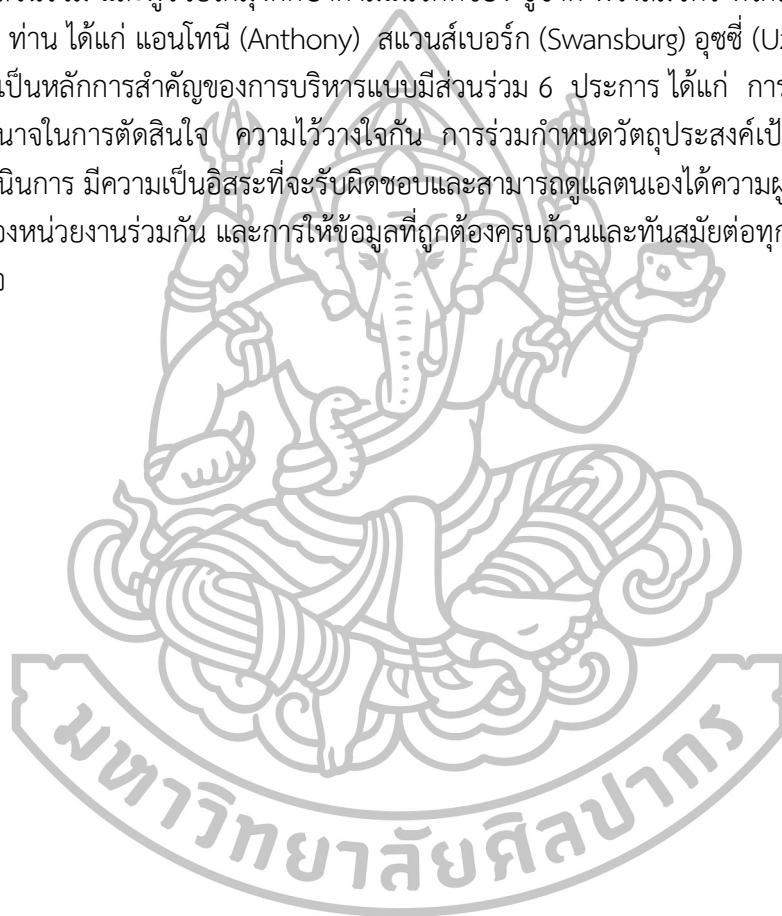 ท่าน ได้แก่ แอนโทนี (Anthony) สแวนส์เบอร์ก (Swansburg) อุซซี่
เป็นหลักการสำคัญของการบริหารแบบมีส่วนร่วม 6 ประการ ได้แก่
นาจในการตัดสินใจ ความไว้วางใจกัน การร่วมกำหนดวัตถุประสงค์เป้
นินการ มีความเป็นอิสระที่จะรับผิดชอบและสามารถดูแลตนเองได้ความผู
องหน่วยงานร่วมกัน และการให้ข้อมูลที่ถูกต้องครบถ้วนและทันสมัยต่อทุก
มหาวิทยาลัยศิลปากร